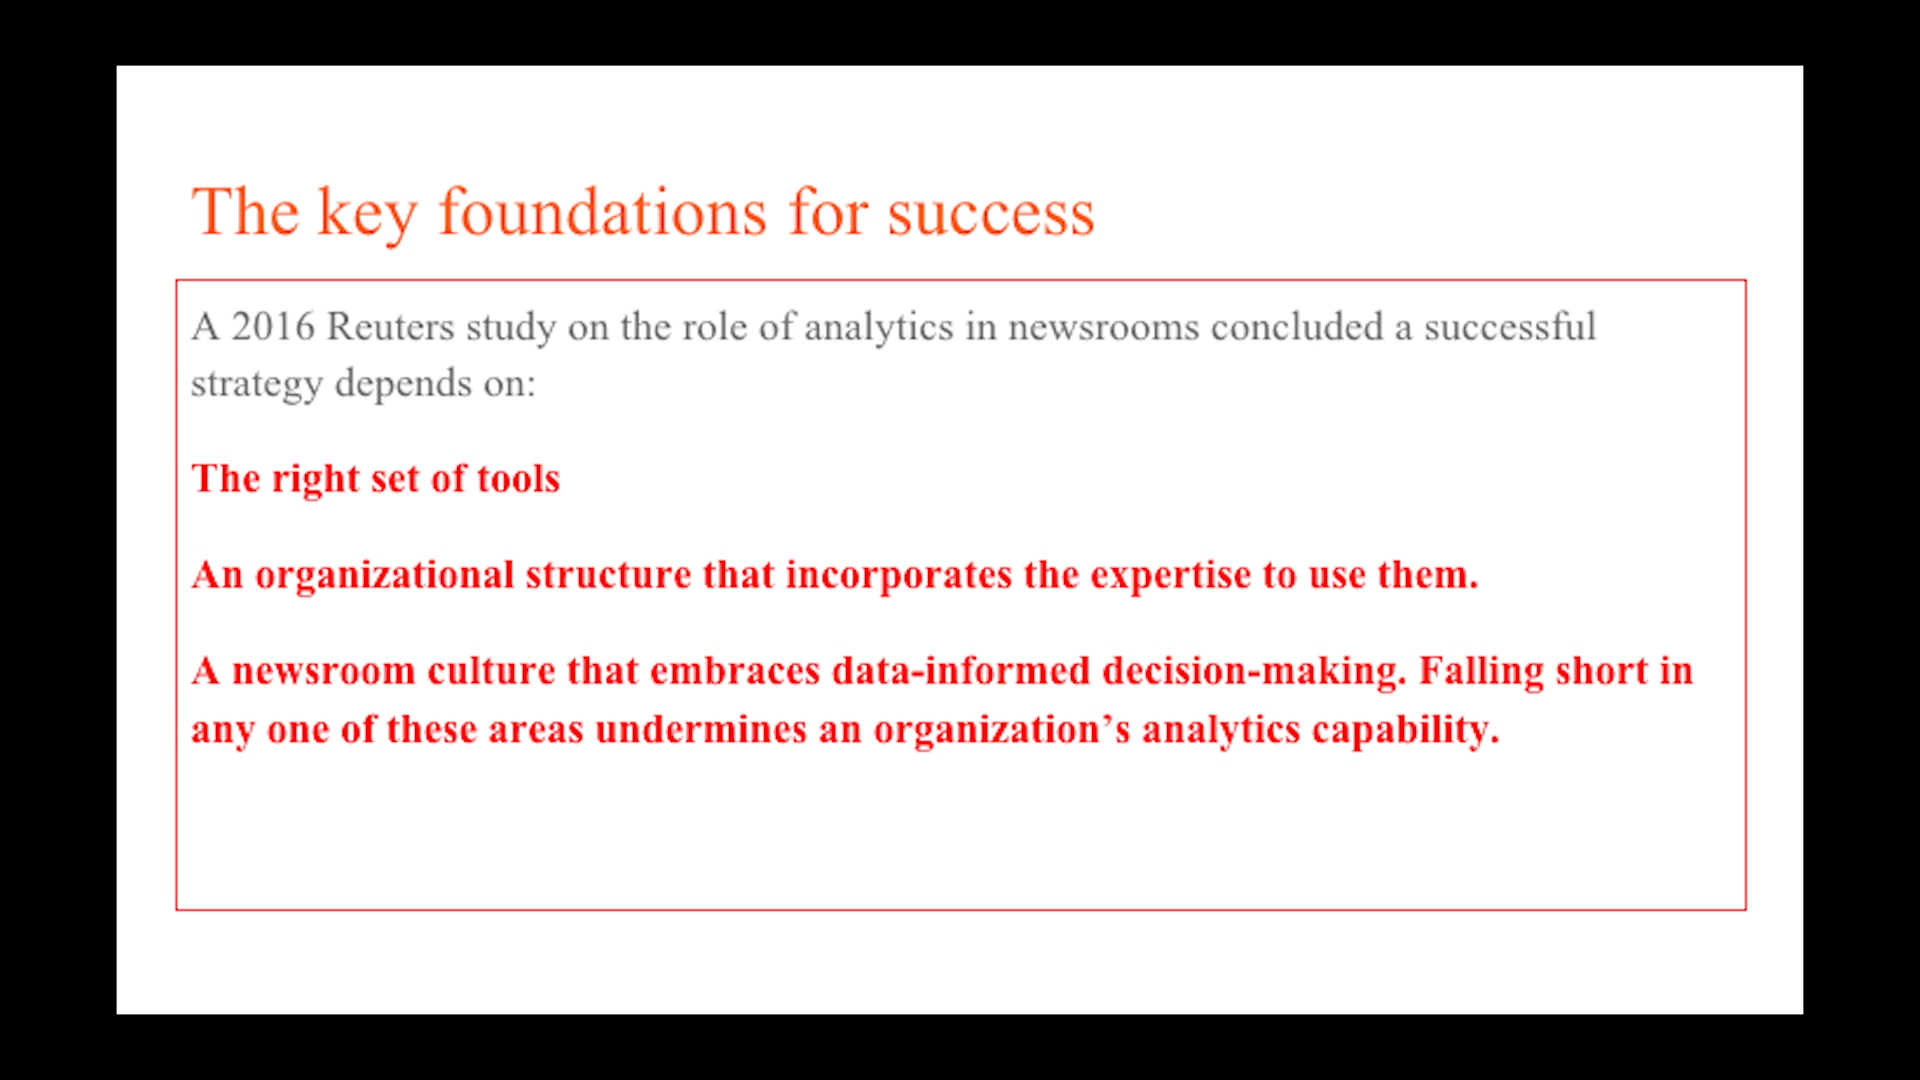 The key foundations for success
A 2016 Reuters study on the role of analytics in newsrooms concluded a successful
strategy depends on:
The right set of tools
An organizational structure that incorporates the expertise to use them.
A newsroom culture that embraces data-informed decision-making. Falling short in
any one of these areas undermines an organization’s analytics capability.